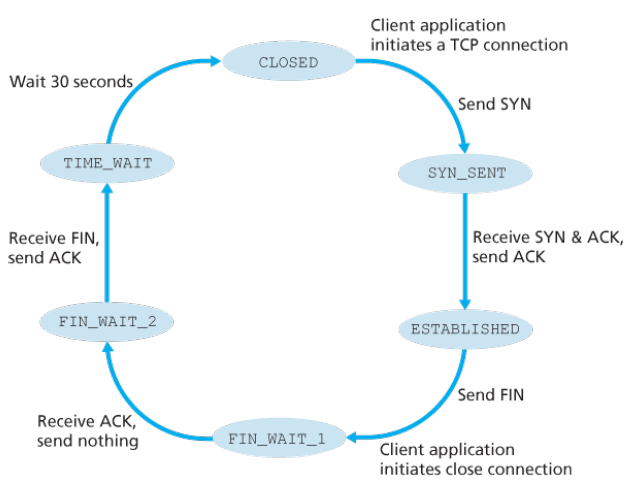 Client application
initiates a TCP connection
CLOSED
Wait 30 seconds
Send SYN
TIME_WAIT
SYN_SENT
Receive FIN,
send ACK
Receive SYN & ACK,
send ACK
FIN_WAIT_2
ESTABLISHED
Send FIN
Receive ACK,
send nothing
FIN_WAIT_1
Client application
initiates close connection